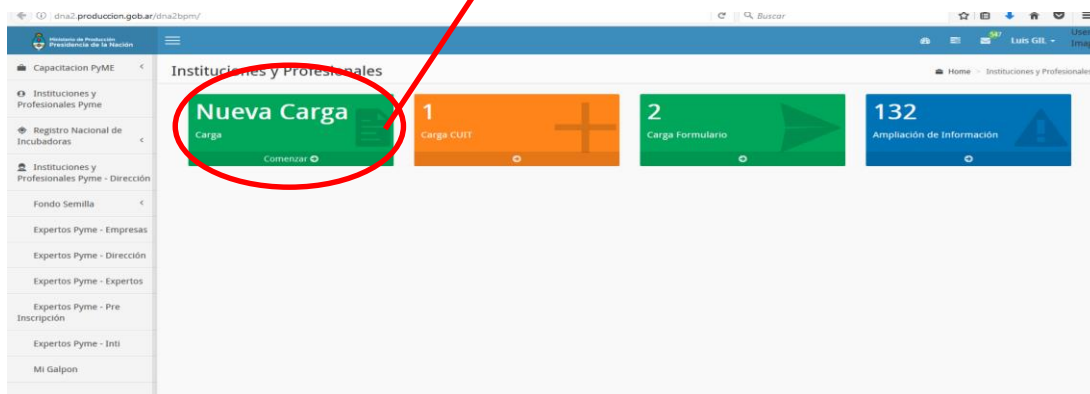 dna2.produccion.gob.ar/dna2bpm/
Buscar
Ministerio de Producción
Presidencia de la Nación
547
Luis GIL
User
Imag
Capacitacion PyME
Instituciones y
Profesionales Pyme
Registro Nacional de
Incubadoras
Instituciones y
Profesionales Pyme - Dirección
Fondo Semilla
Expertos Pyme - Empresas
Expertos Pyme - Dirección
Expertos Pyme - Expertos
Expertos Pyme - Pre
Inscripción
Expertos Pyme - Inti
Mi Galpon
Instituciones y Profesionales
Home > Instituciones y Profesionales
Nueva Carga
Carga
Comenzar
1
Carga CUIT
2
Carga Formulario
132
Ampliación de Información